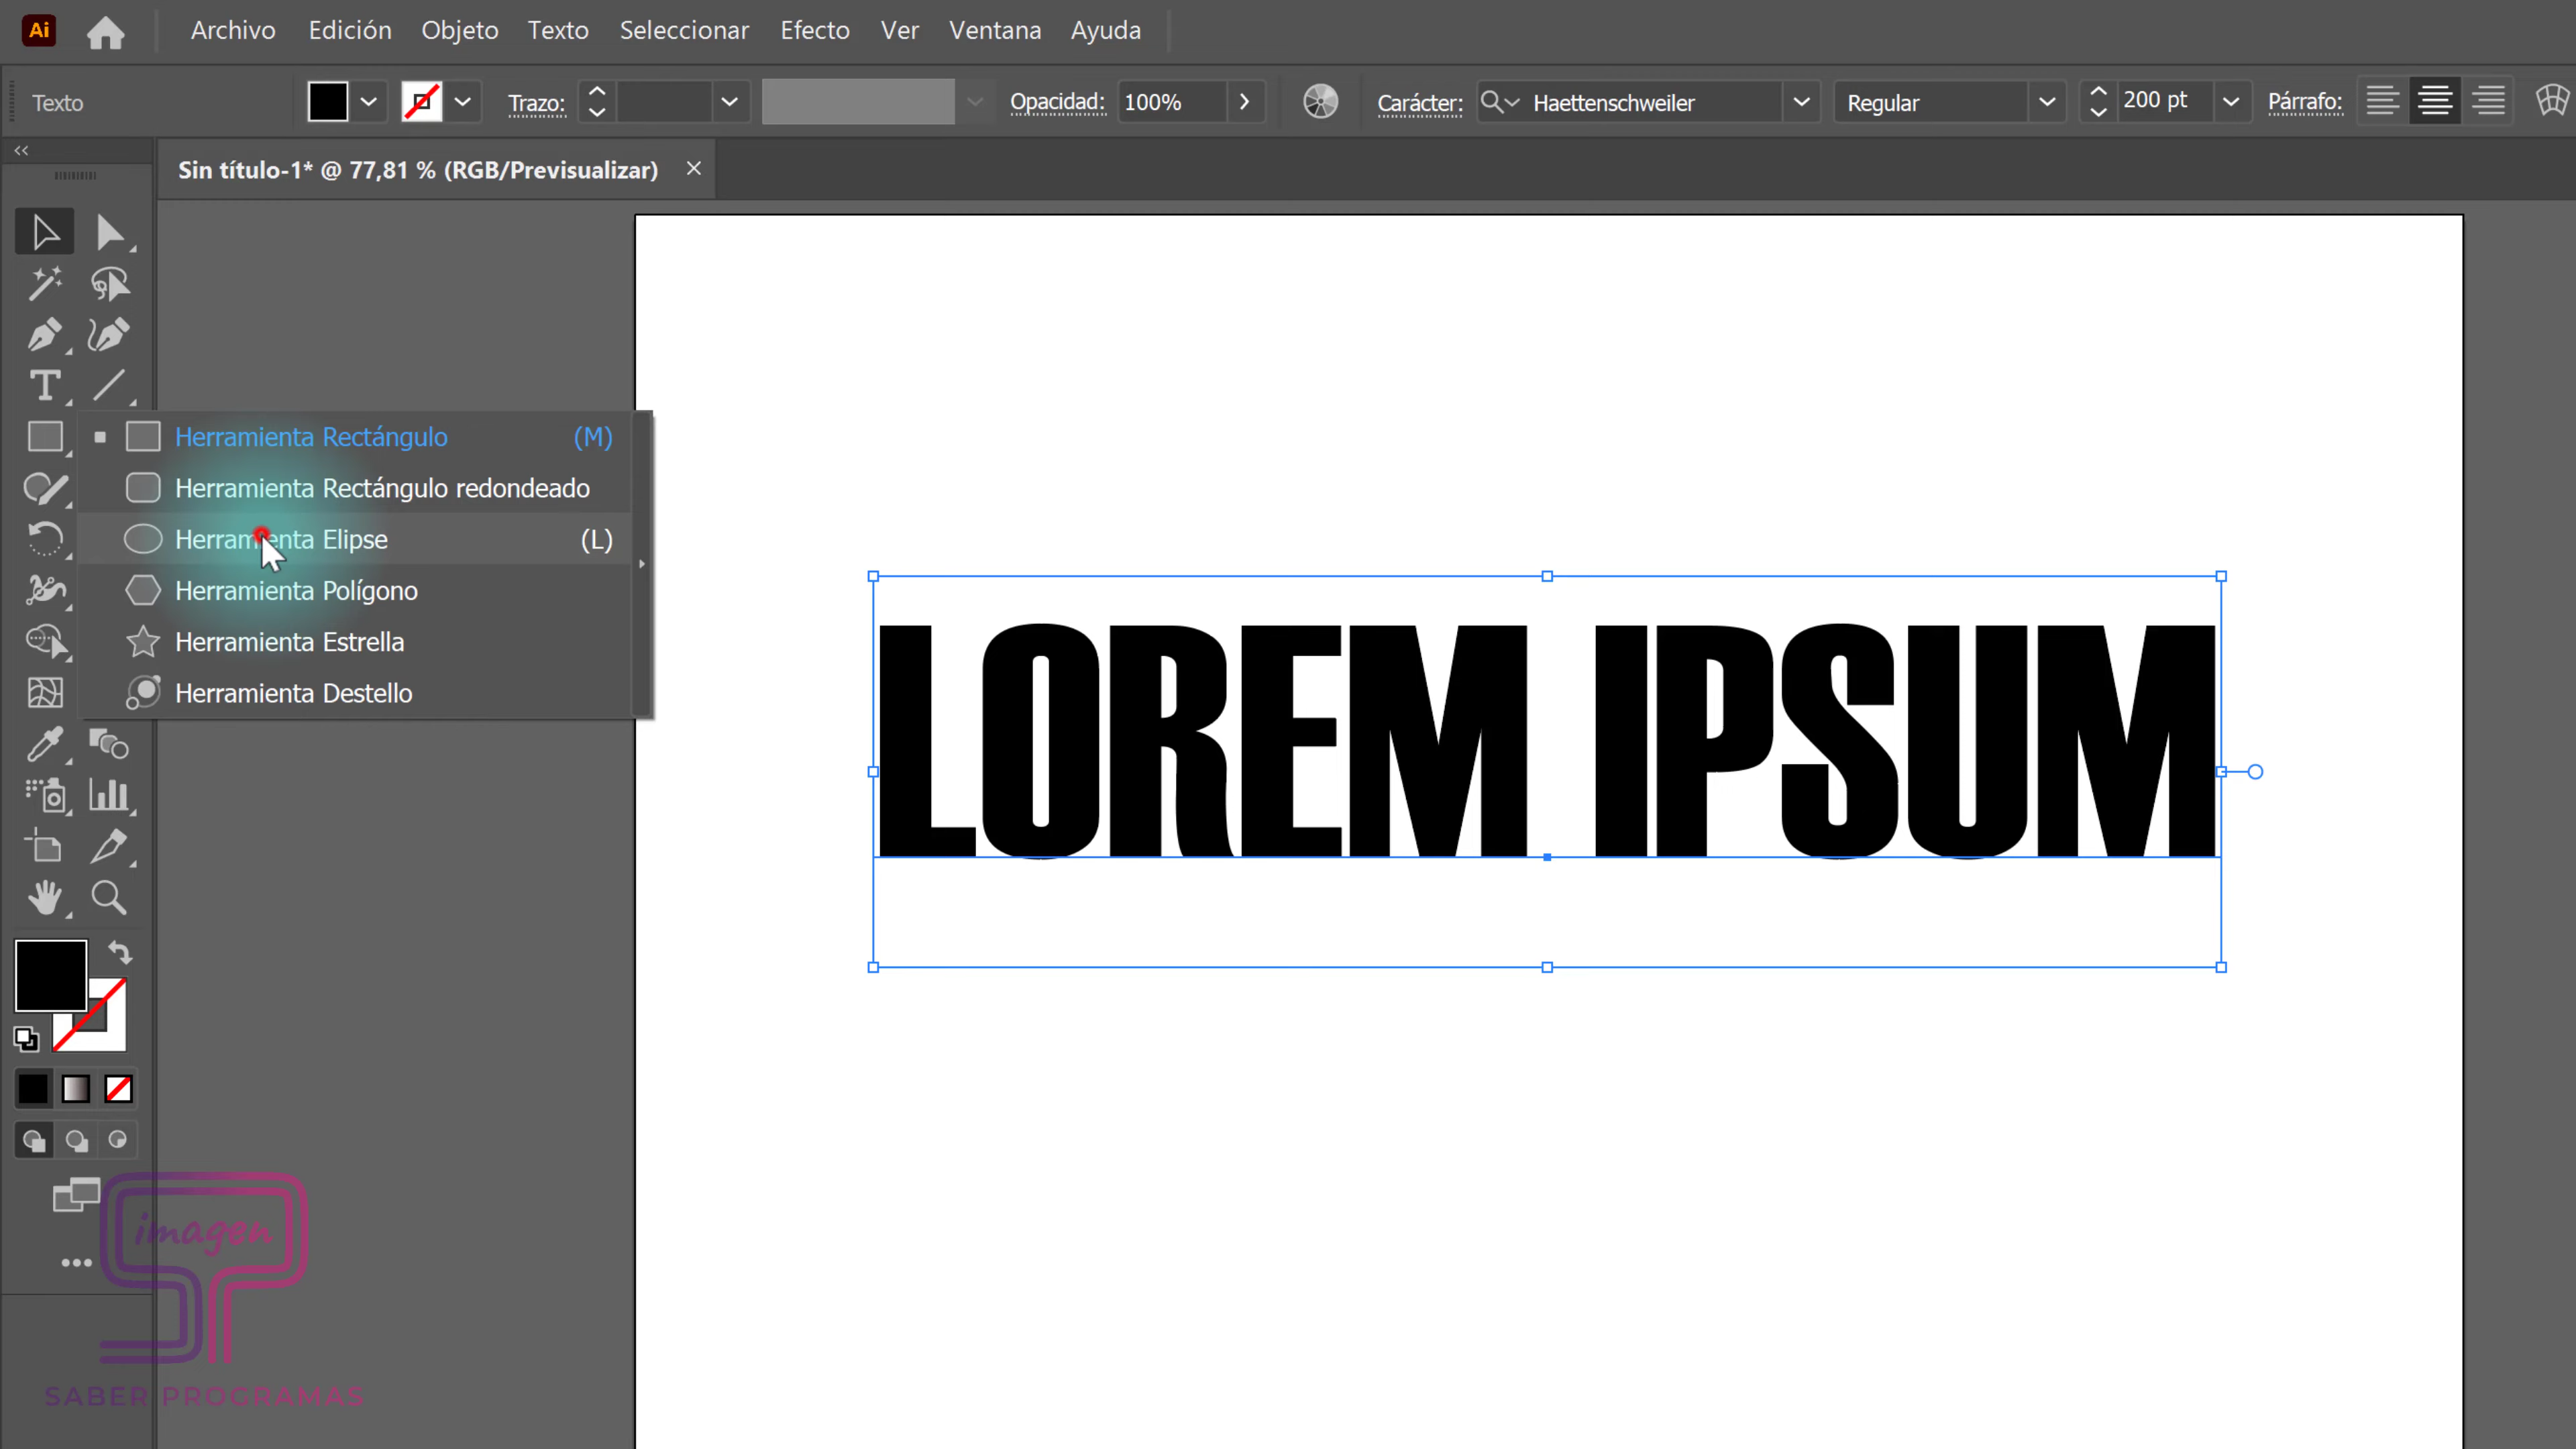 Ai Archivo Edición Objeto Texto Seleccionar Efecto Ver Ventana Ayuda
Texto Trazo: Opacidad: 100% Carácter: Haettenschweiler Regular 200 pt Párrafo:
Sin título-1* @ 77,81 % (RGB/Previsualizar)
T
Herramienta Rectángulo (M)
Herramienta Rectángulo redondeado
Herramienta Elipse (L)
Herramienta Polígono
Herramienta Estrella
Herramienta Destello
LOREM IPSUM
imagen
SABER PROGRAMAS